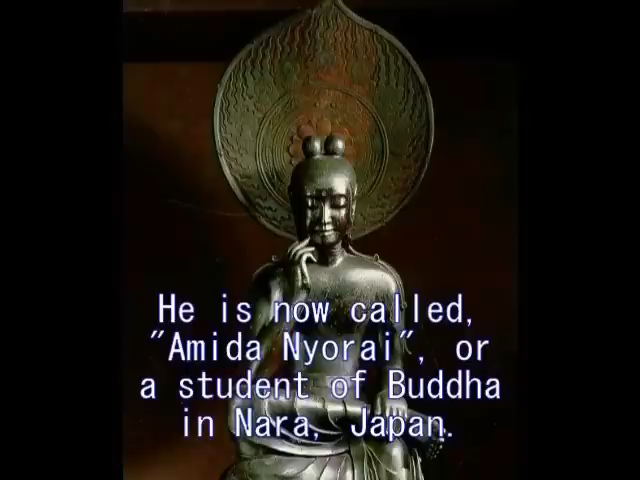 He is now called,
"Amida Nyorai", or
a student of Buddha
in Nara, Japan.